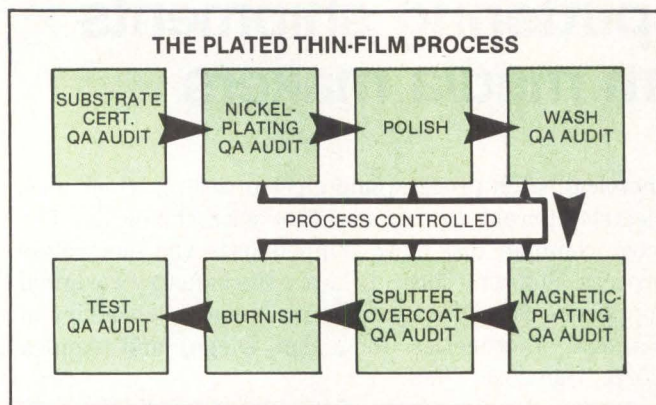 THE PLATED THIN-FILM PROCESS
SUBSTRATE
CERT.
QA AUDIT
NICKEL-
PLATING
QA AUDIT
POLISH
WASH
QA AUDIT
PROCESS CONTROLLED
TEST
QA AUDIT
BURNISH
SPUTTER
OVERCOAT
QA AUDIT
MAGNETIC-
PLATING
QA AUDIT